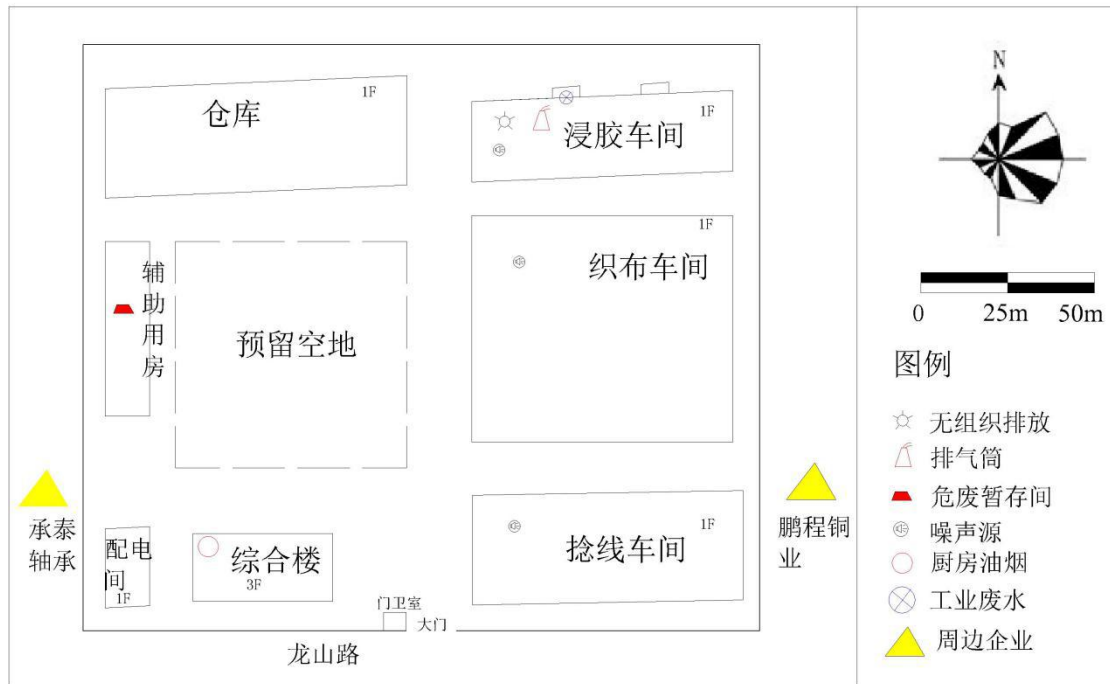 仓库
1F
浸胶车间
1F
织布车间
1F
辅
助
用
房
预留空地
承泰
轴承
鹏程铜
业
配电
间
1F
综合楼
3F
捻线车间
1F
门卫室
大门
龙山路
N
0
25m
50m
图例
无组织排放
排气筒
危废暂存间
噪声源
厨房油烟
工业废水
周边企业